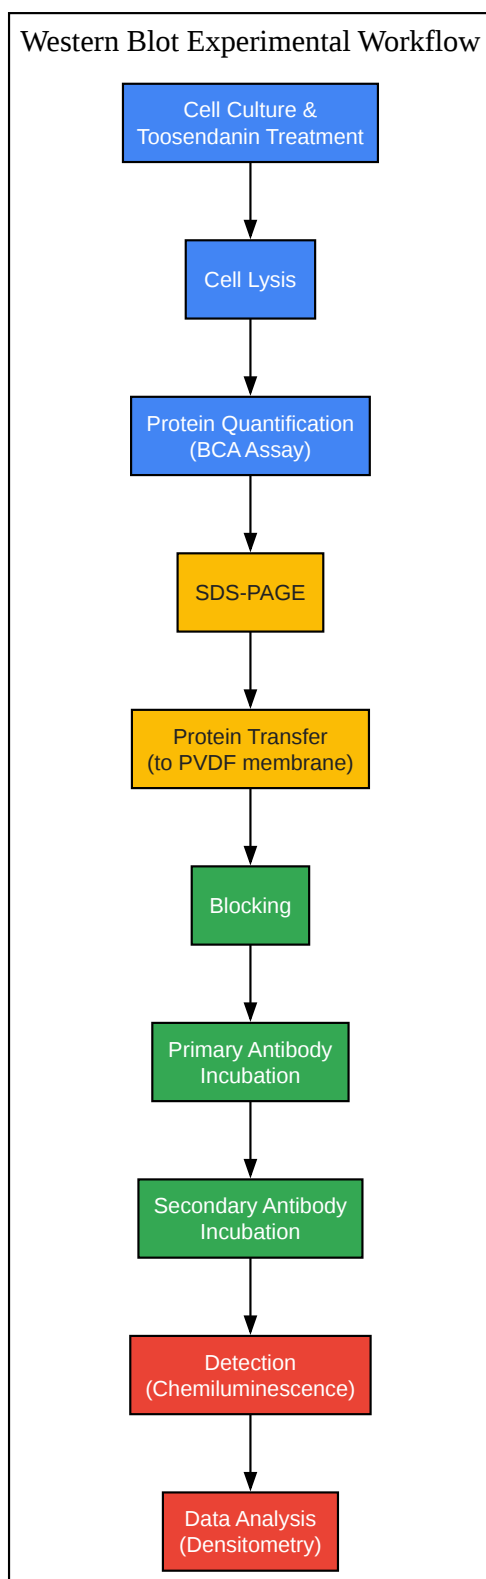 Western Blot Experimental Workflow
Cell Culture &
Toosendanin Treatment
Cell Lysis
Protein Quantification
(BCA Assay)
SDS-PAGE
Protein Transfer
(to PVDF membrane)
Blocking
Primary Antibody
Incubation
Secondary Antibody
Incubation
Detection
(Chemiluminescence)
Data Analysis
(Densitometry)